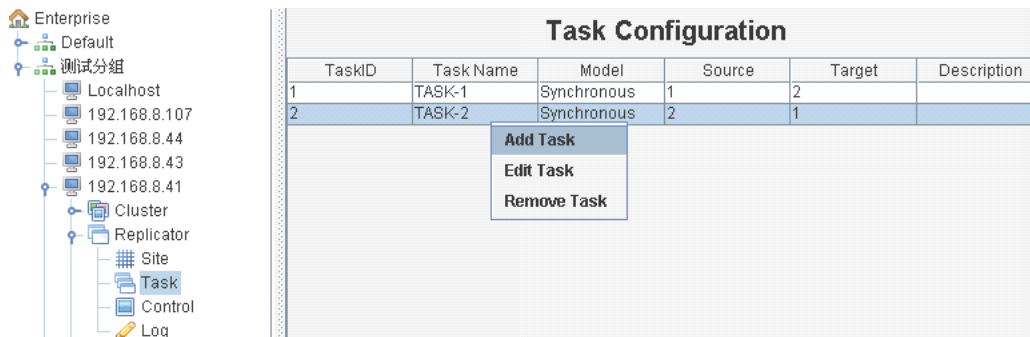 Enterprise
Default
测试分组
Localhost
192.168.8.107
192.168.8.44
192.168.8.43
192.168.8.41
Cluster
Replicator
Site
Task
Control
Log
Task Configuration
TaskID Task Name Model Source Target Description
1 TASK-1 Synchronous 1 2
2 TASK-2 Synchronous 2 1
Add Task
Edit Task
Remove Task